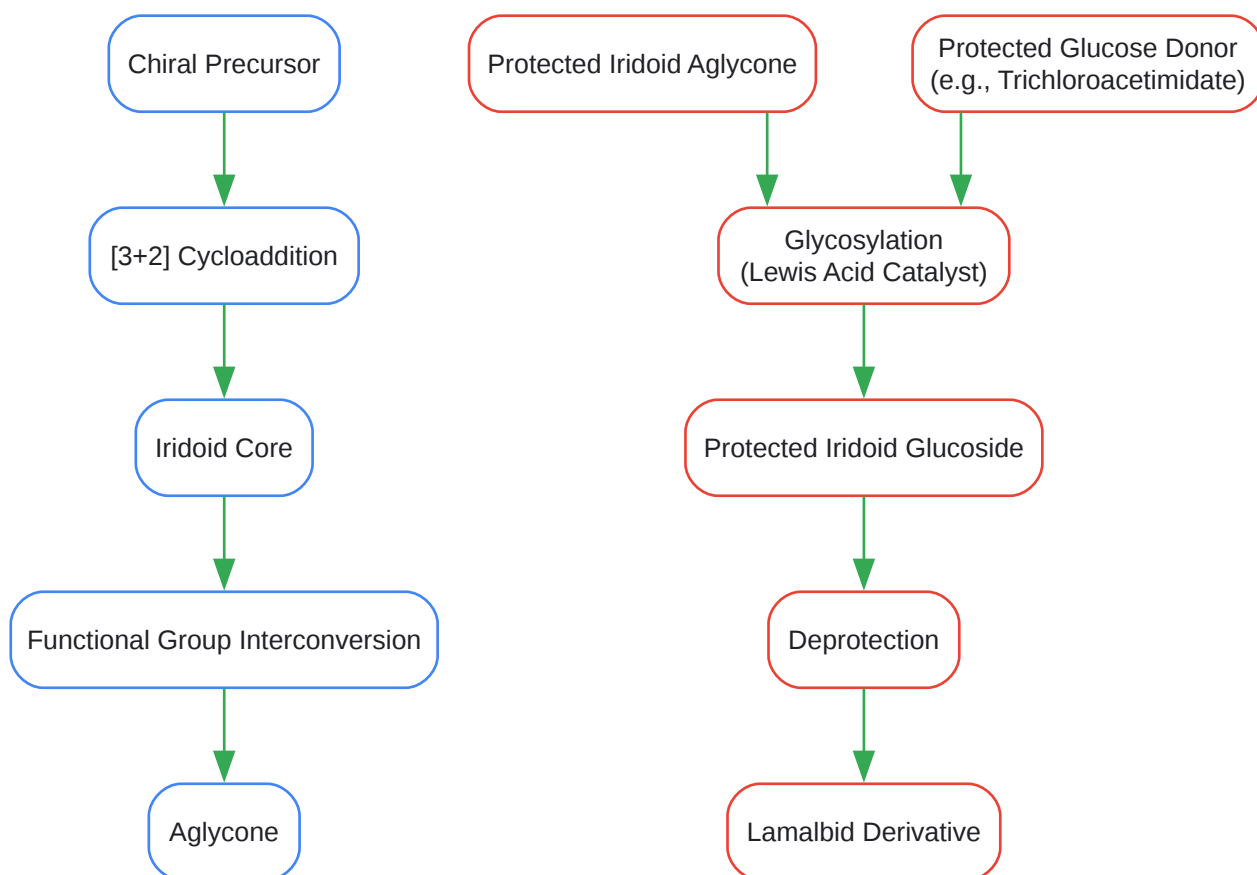 Chiral Precursor
[3+2] Cycloaddition
Iridoid Core
Functional Group Interconversion
Aglycone
Protected Iridoid Aglycone
Protected Glucose Donor
(e.g., Trichloroacetimidate)
Glycosylation
(Lewis Acid Catalyst)
Protected Iridoid Glucoside
Deprotection
Lamalbid Derivative